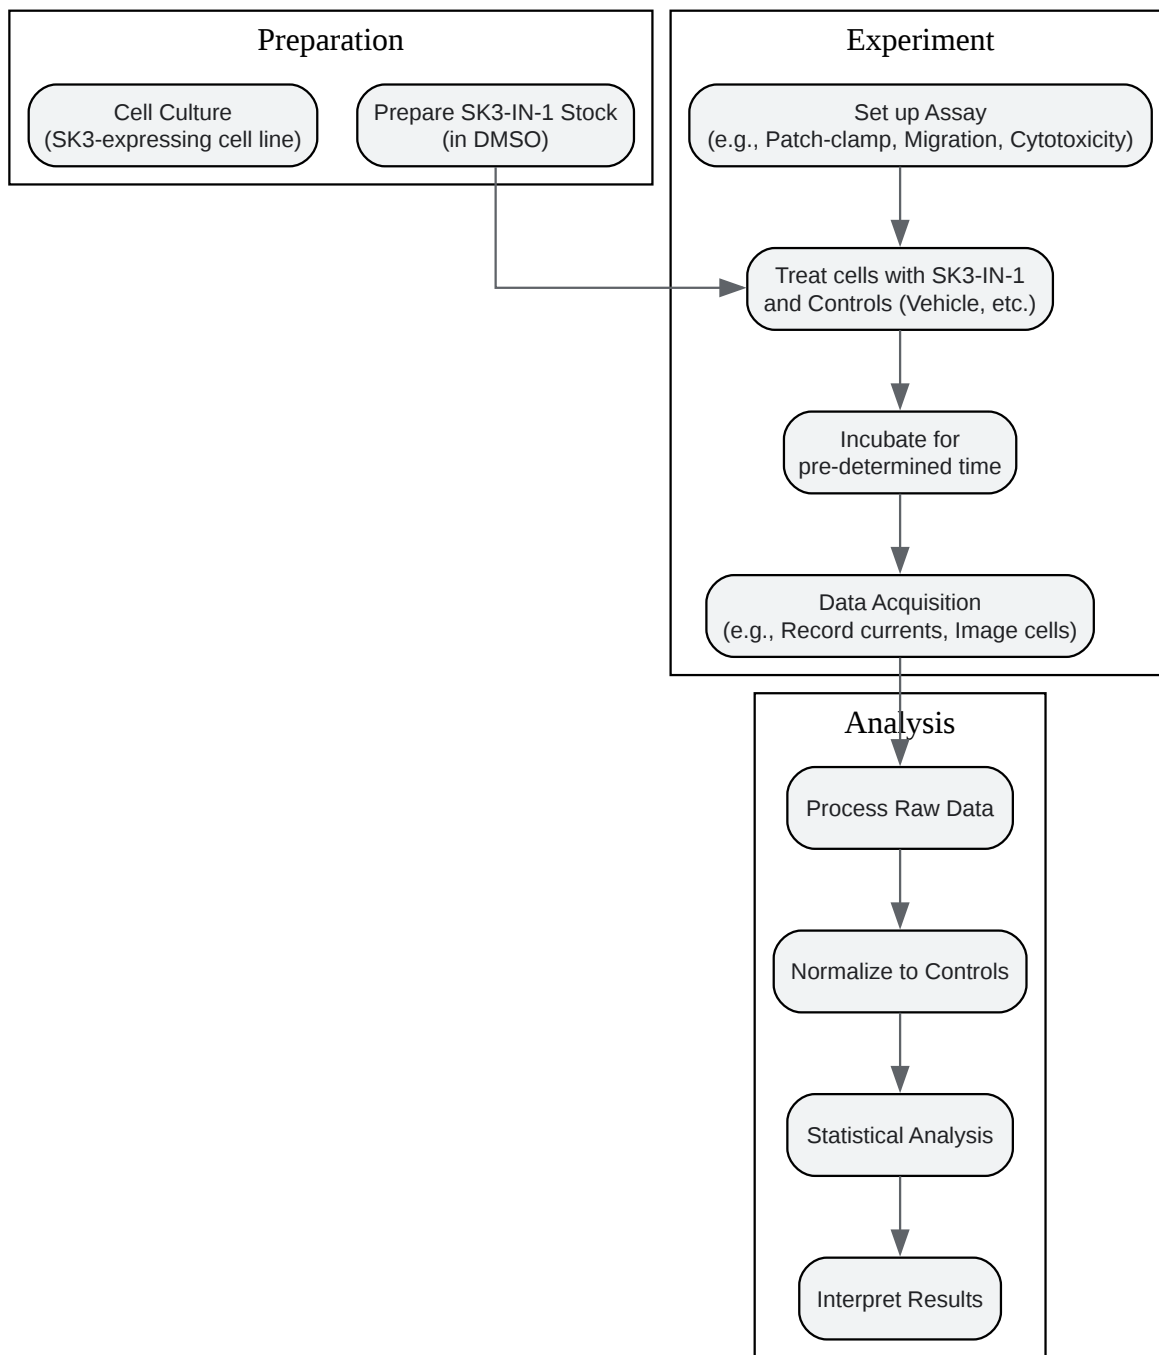 Preparation
Cell Culture
(SK3-expressing cell line)
Prepare SK3-IN-1 Stock
(in DMSO)
Experiment
Set up Assay
(e.g., Patch-clamp, Migration, Cytotoxicity)
Treat cells with SK3-IN-1
and Controls (Vehicle, etc.)
Incubate for
pre-determined time
Data Acquisition
(e.g., Record currents, Image cells)
Analysis
Process Raw Data
Normalize to Controls
Statistical Analysis
Interpret Results